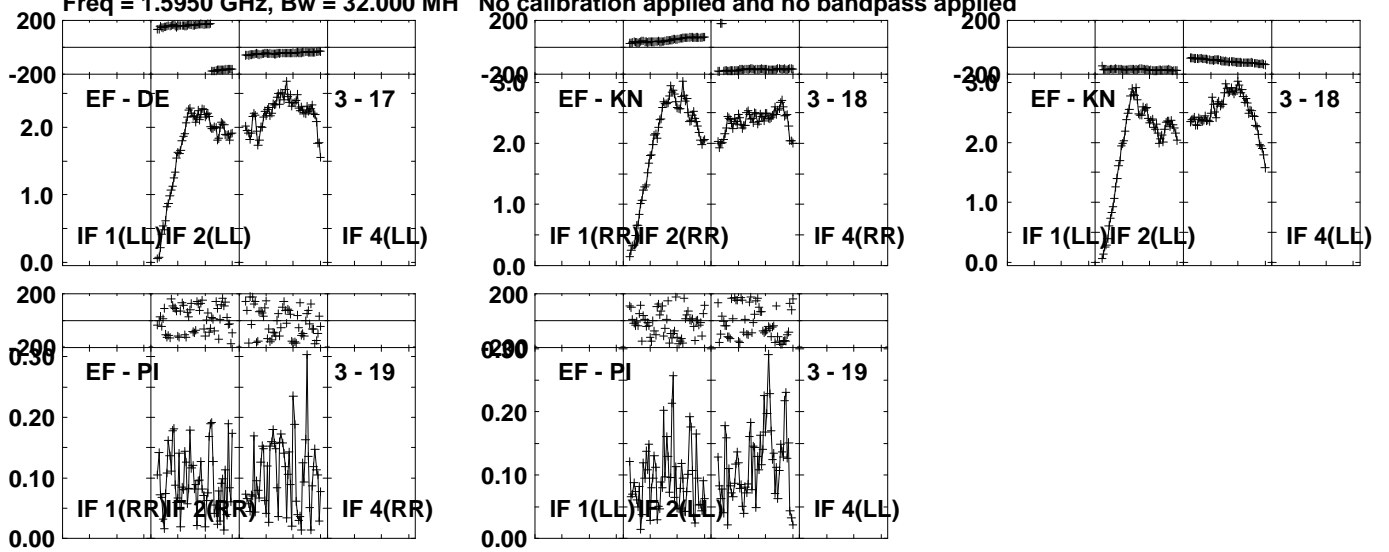 Freq = 1.5950 GHz, Bw = 32.000 MH No calibration applied and no bandpass applied
200
-200
EF - DE
3 - 17
2.0
1.0
0.0
IF 1(LL)
IF 2(LL)
IF 4(LL)
200
-200
3.0
EF - KN
3 - 18
2.0
1.0
0.0
IF 1(RR)
IF 2(RR)
IF 4(RR)
200
-200
3.0
EF - KN
3 - 18
2.0
1.0
0.0
IF 1(LL)
IF 2(LL)
IF 4(LL)
200
-200
0.30
EF - PI
3 - 19
0.20
0.10
0.00
IF 1(RR)
IF 2(RR)
IF 4(RR)
200
-200
0.30
EF - PI
3 - 19
0.20
0.10
0.00
IF 1(LL)
IF 2(LL)
IF 4(LL)